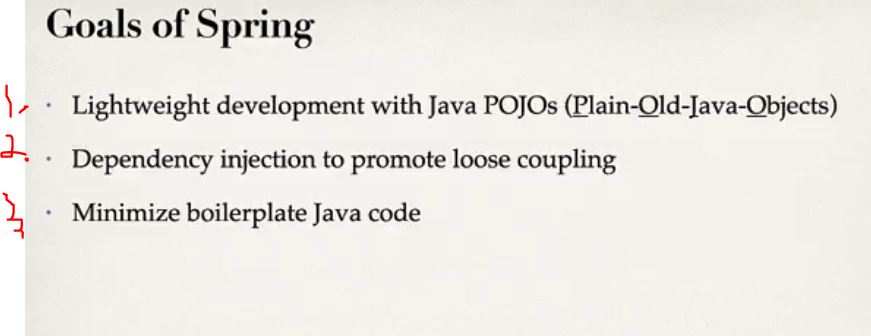 Goals of Spring
1. • Lightweight development with Java POJOs (Plain-Old-Java-Objects)
2. • Dependency injection to promote loose coupling
3 • Minimize boilerplate Java code